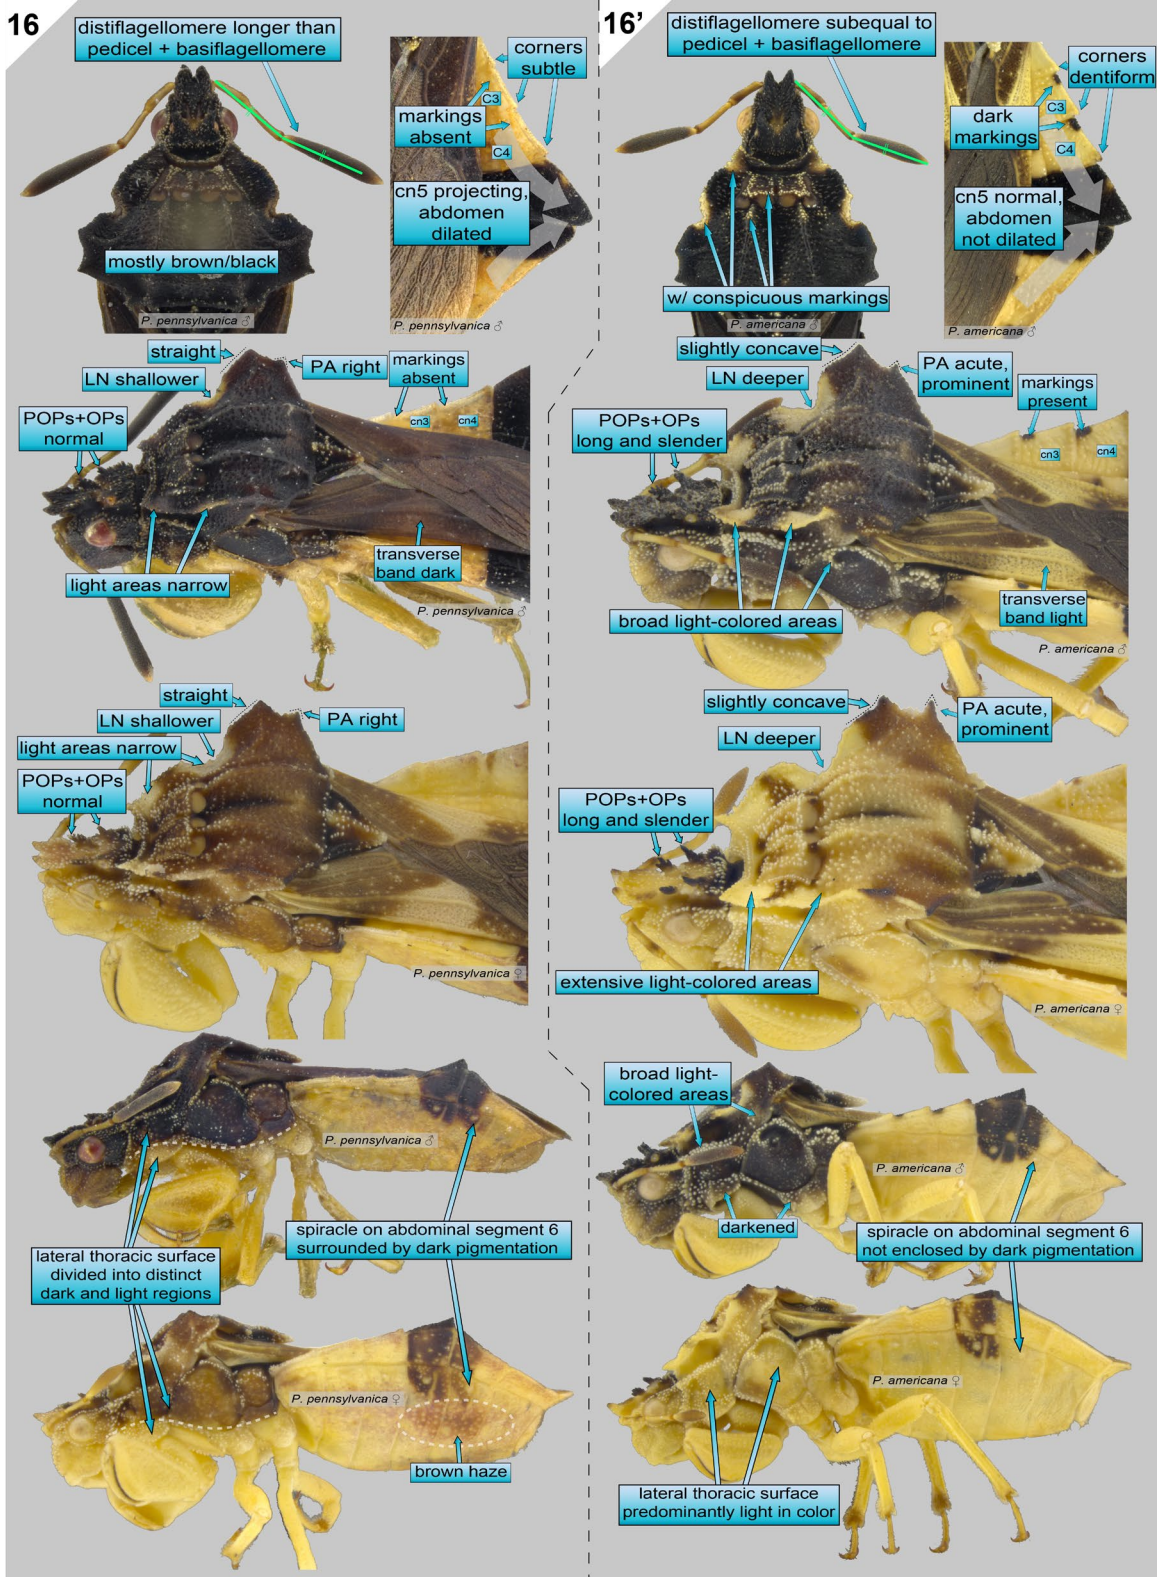 16
distiflagellomere longer than
pedicel + basiflagellomere
corners
subtle
C3
markings
absent
C4
cn5 projecting,
abdomen
dilated
mostly brown/black
P. pennsylvanica ♂
P. pennsylvanica ♂
16’
distiflagellomere subequal to
pedicel + basiflagellomere
corners
dentiform
C3
dark
markings
C4
cn5 normal,
abdomen
not dilated
w/ conspicuous markings
P. americana ♂
P. americana ♂
straight
PA right
LN shallower
markings
absent
cn3
cn4
POPs+OPs
normal
light areas narrow
transverse
band dark
P. pennsylvanica ♂
slightly concave
PA acute,
prominent
LN deeper
markings
present
cn3
cn4
POPs+OPs
long and slender
broad light-colored areas
transverse
band light
P. americana ♂
straight
LN shallower
PA right
light areas narrow
POPs+OPs
normal
P. pennsylvanica ♀
slightly concave
PA acute,
prominent
LN deeper
POPs+OPs
long and slender
extensive light-colored areas
P. americana ♀
P. pennsylvanica ♂
spiracle on abdominal segment 6
surrounded by dark pigmentation
lateral thoracic surface
divided into distinct
dark and light regions
P. pennsylvanica ♀
brown haze
broad light-
colored areas
P. americana ♂
darkened
spiracle on abdominal segment 6
not enclosed by dark pigmentation
P. americana ♀
lateral thoracic surface
predominantly light in color